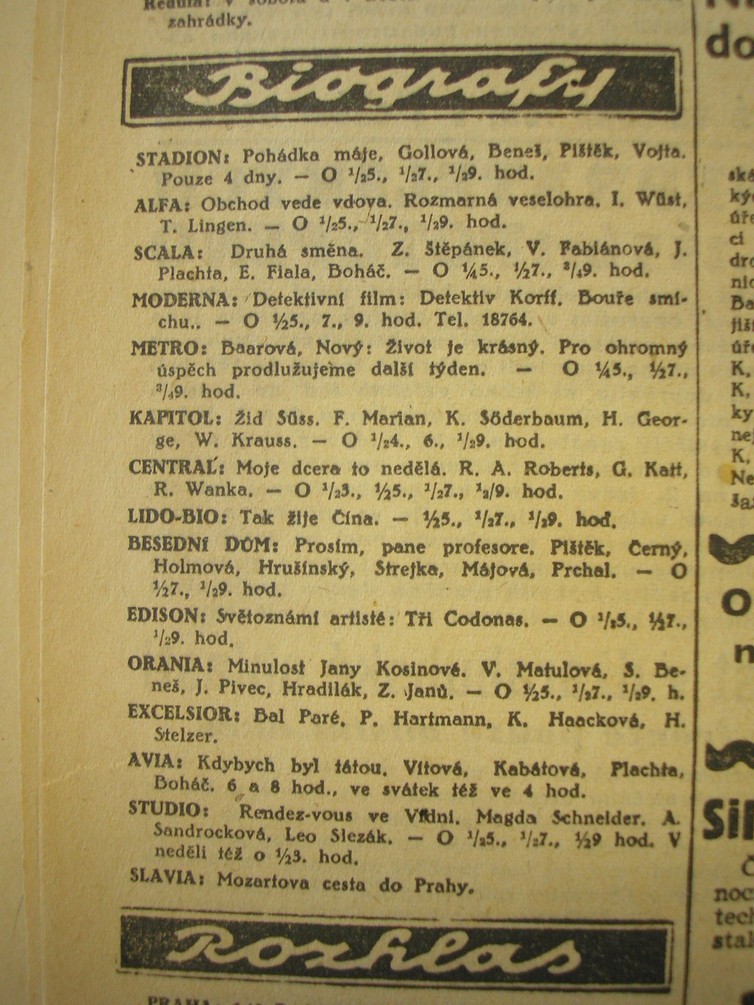 zahrádky.
Biografy
STADION: Pohádka máje, Gollová, Beneš, Pištěk, Vojta.
Pouze 4 dny. — O ½5., ½7., ½9. hod.
ALFA: Obchod vede vdova. Rozmarná veselohra. I. Wüst,
T. Lingen. — O ½5., ½7., ½9. hod.
SCALA: Druhá směna. Z. Štěpánek, V. Fabiánová, J.
Plachta, E. Fiala, Boháč. — O ¼5., ½7., ¾9. hod.
MODERNA: Detektivní film: Detektiv Korff. Bouře smí-
chu.. — O ½5., 7., 9. hod. Tel. 18764.
METRO: Baarová, Nový: Život je krásný. Pro ohromný
úspěch prodlužujeme další týden. — O ¼5., ½7.,
¾9. hod.
KAPITOL: Žid Süss. F. Marian, K. Söderbaum, H. Geor-
ge, W. Krauss. — O ½4., 6., ½9. hod.
CENTRAL: Moje dcera to nedělá. R. A. Roberts, G. Katt,
R. Wanka. — O ½3., ½5., ½7., ½9. hod.
LIDO-BIO: Tak žije Čína. — ½5., ½7., ½9. hod.
BESEDNÍ DŮM: Prosím, pane profesore. Pištěk, Černý,
Holmová, Hrušínský, Strejka, Májová, Prchal. — O
½7., ½9. hod.
EDISON: Světoznámí artisté: Tři Codonas. — O ½5., ½7.,
½9. hod.
ORANIA: Minulost Jany Kosinové. V. Matulová, S. Be-
neš, J. Pivec, Hradilák, Z. Janů. — O ½5., ½7., ½9. h.
EXCELSIOR: Bal Paré. P. Hartmann, K. Haacková, H.
Stelzer.
AVIA: Kdybych byl tátou. Vítová, Kabátová, Plachta,
Boháč. 6 a 8 hod., ve svátek též ve 4 hod.
STUDIO: Rendez-vous ve Vídni. Magda Schneider. A.
Sandrocková, Leo Slezák. — O ½5., ½7., ½9 hod. V
neděli též o ½3. hod.
SLAVIA: Mozartova cesta do Prahy.
Rozhlas